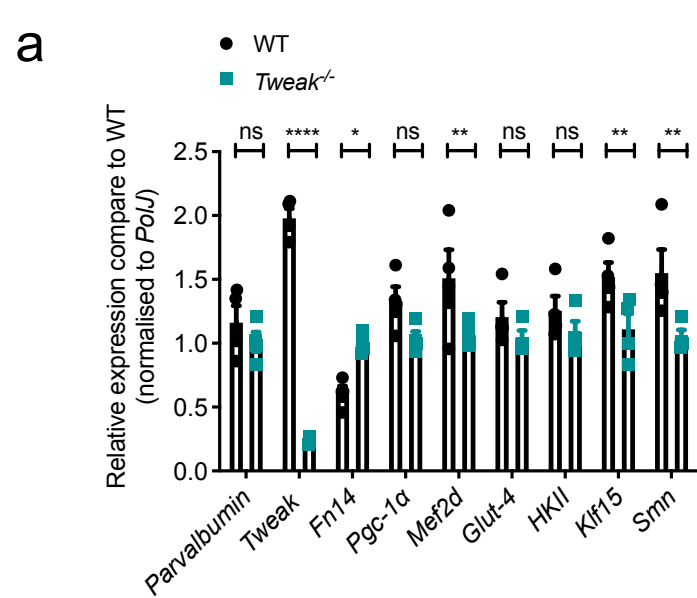 a
WT
Tweak-/-
ns **** * ns ** ns ns ** **
Relative expression compare to WT
(normalised to PolJ)
2.5
2.0
1.5
1.0
0.5
0.0
Parvalbumin
Tweak
Fn14
Pgc-1α
Mef2d
Glut-4
HKII
Klf15
Smn